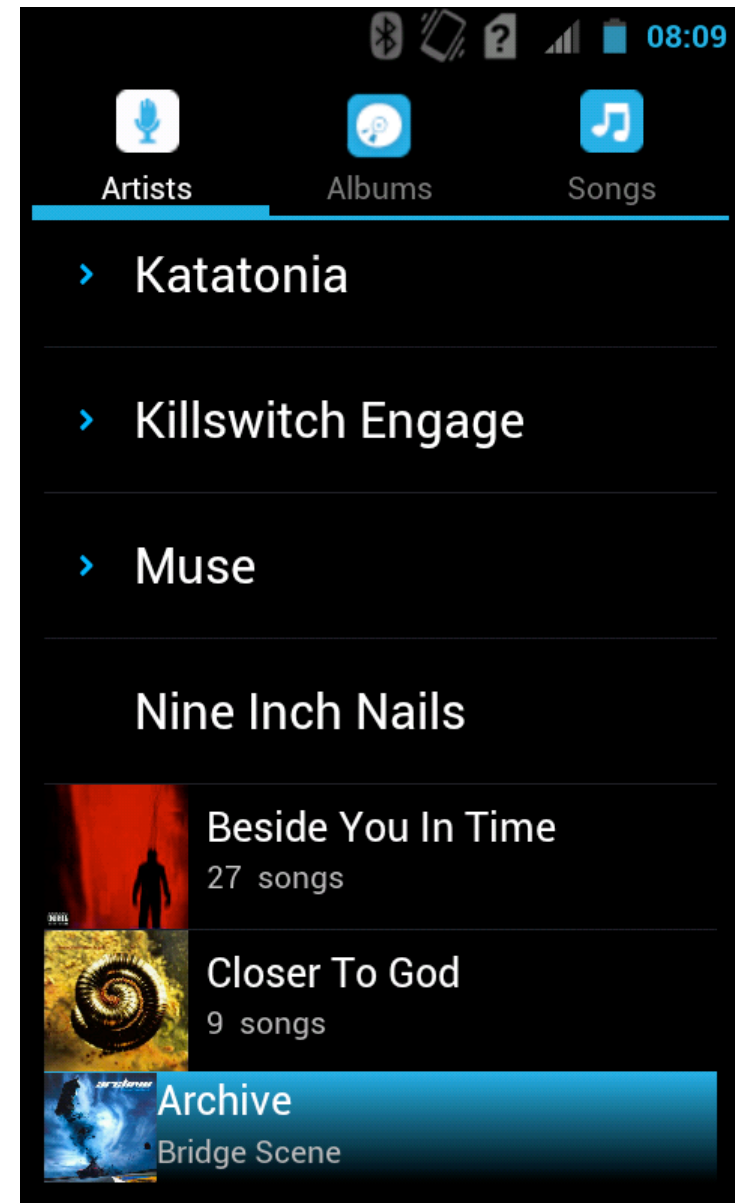 08:09
Artists
Albums
Songs
Katatonia
Killswitch Engage
Muse
Nine Inch Nails
Beside You In Time
27 songs
Closer To God
9 songs
Archive
Bridge Scene